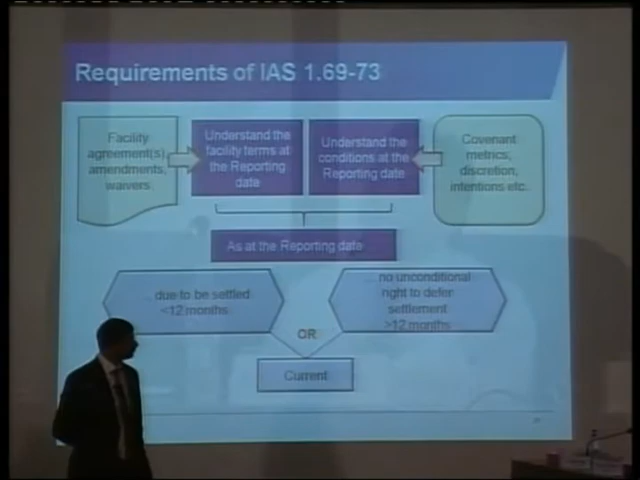 Requirements of IAS 1.69-73
Facility
agreement(s),
amendments,
waivers.
Understand the
facility terms at
the Reporting
date
Understand the
conditions at the
Reporting date
Covenant
metrics,
discretion,
intentions etc.
As at the Reporting date
due to be settled
<12 months
no unconditional
right to defer
settlement
>12 months
OR
Current